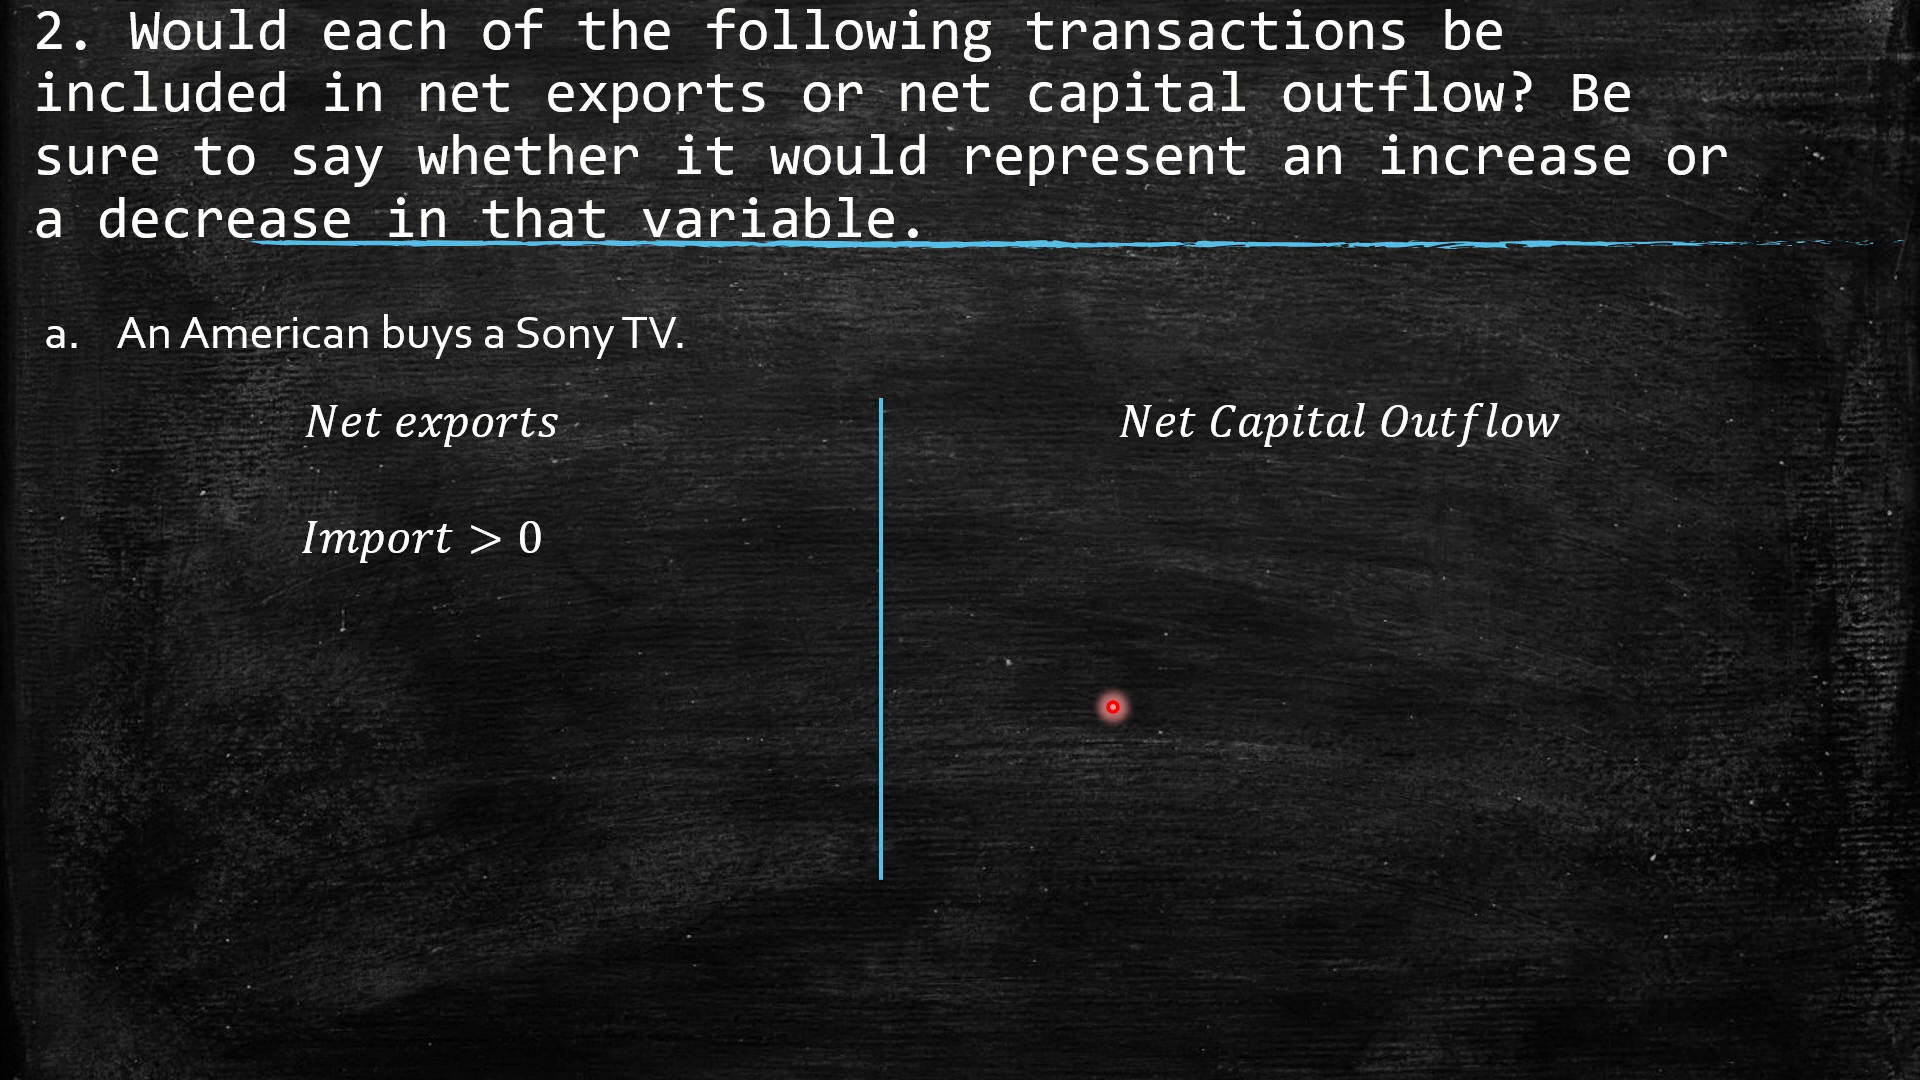 2. Would each of the following transactions be
included in net exports or net capital outflow? Be
sure to say whether it would represent an increase or
a decrease in that variable.
a. An American buys a Sony TV.
Net exports
Net Capital Outflow
Import > 0